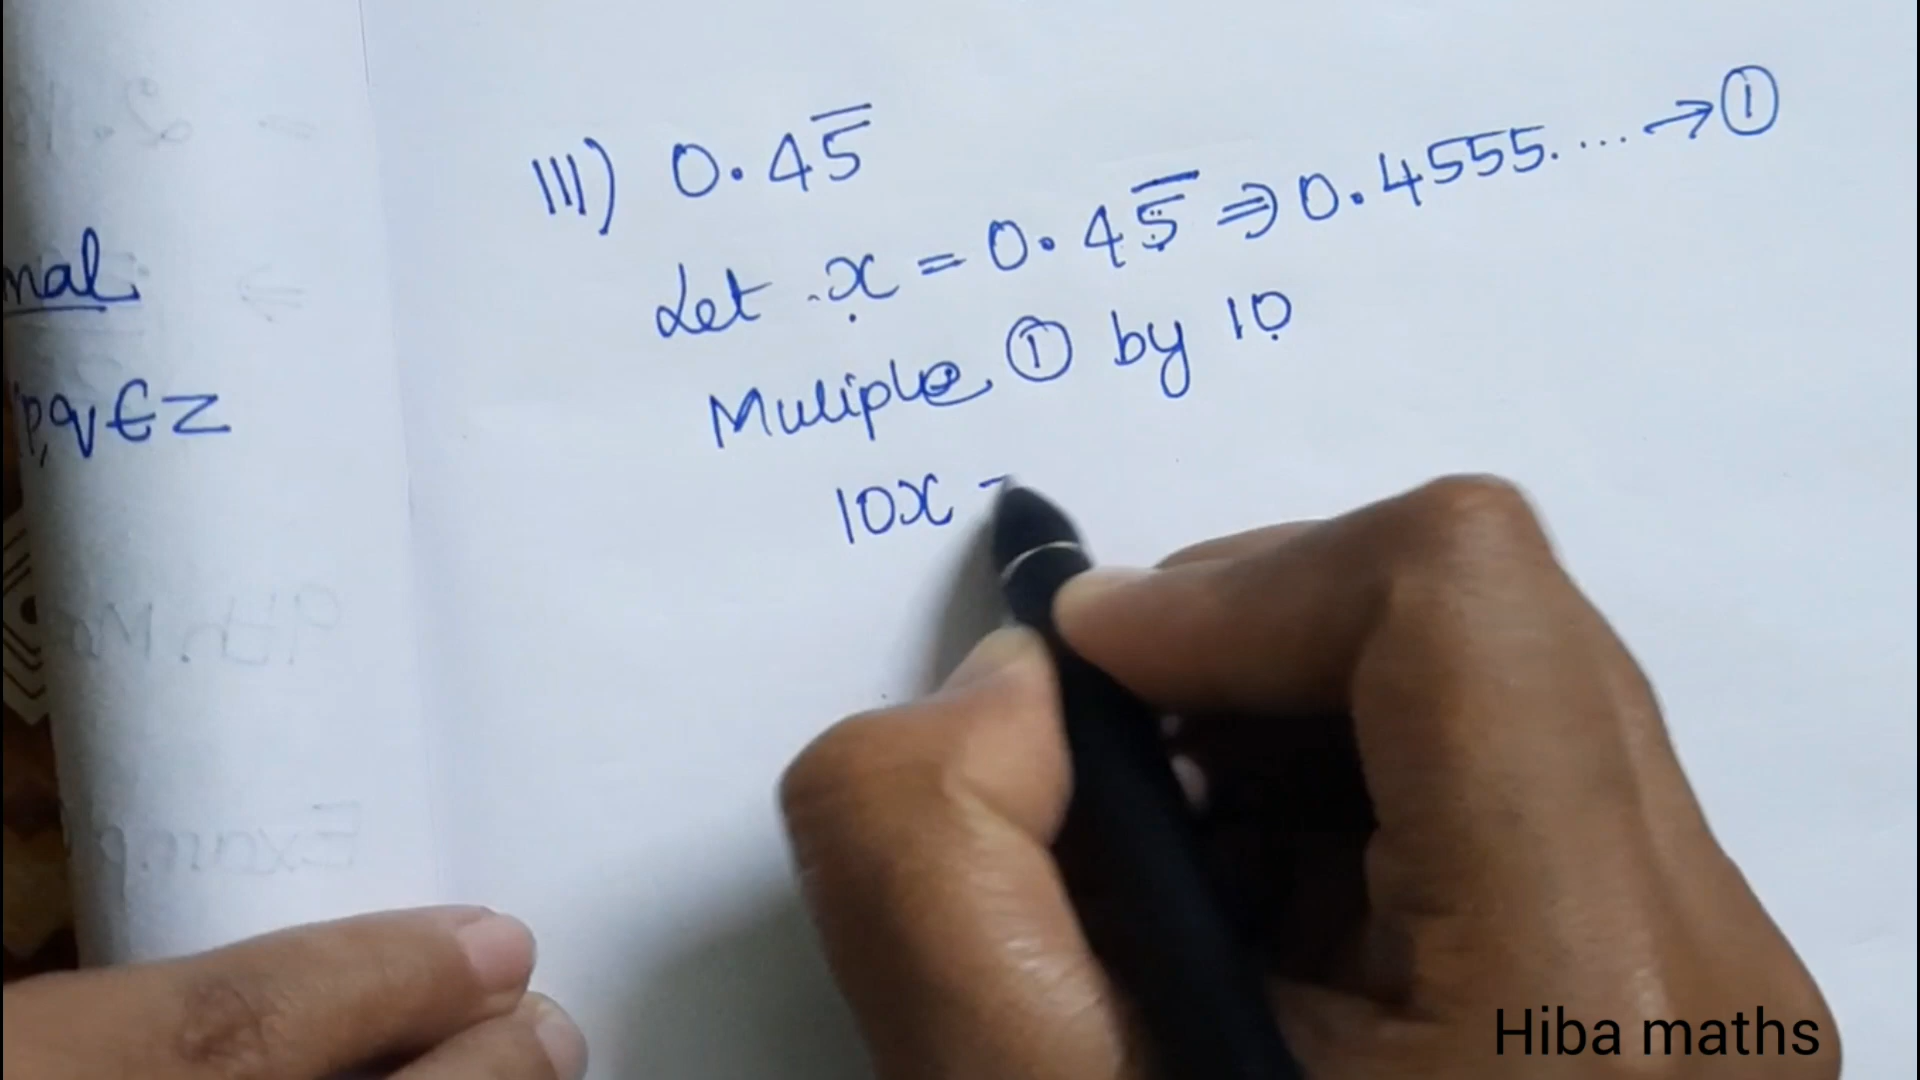 III) 0.45̅
Let x = 0.45̅ ⇒ 0.4555..... → ①
Muliple ① by 10
10x =
nal
p,q € Z
Hiba maths